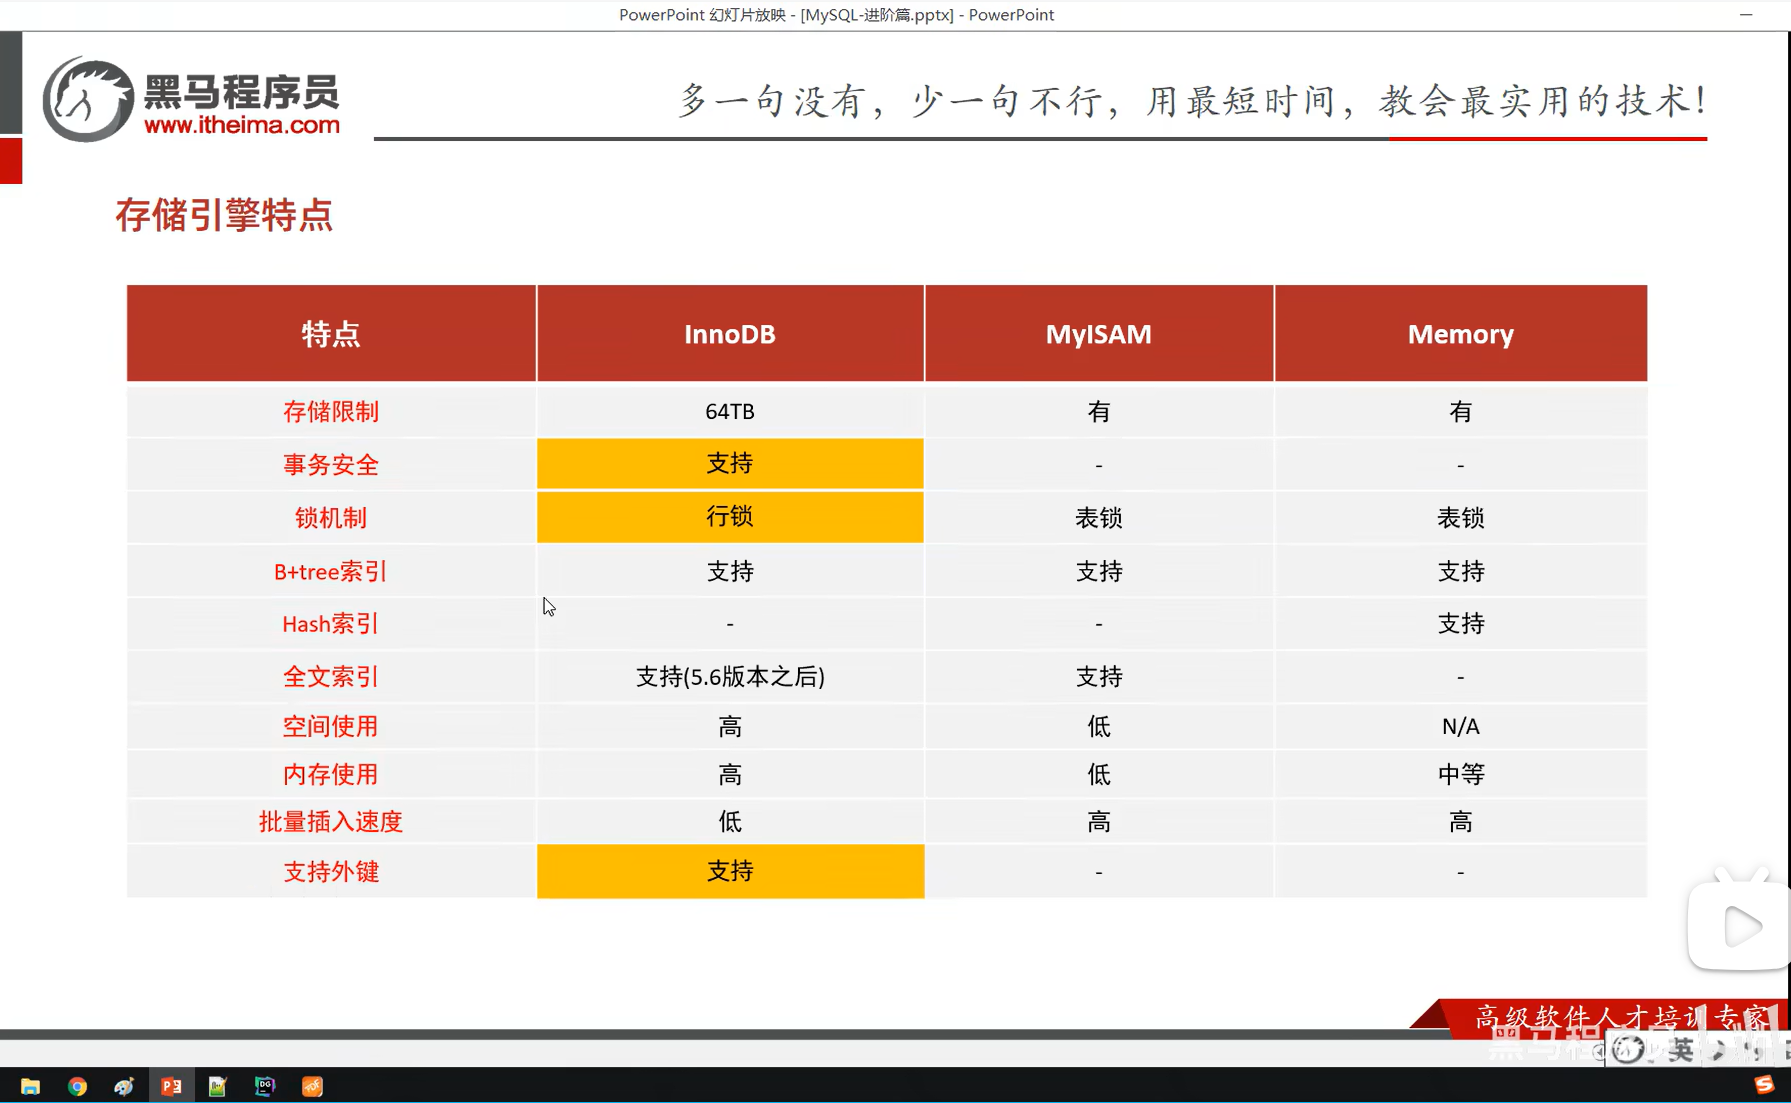 PowerPoint 幻灯片放映 - [MySQL-进阶篇.pptx] - PowerPoint
黑马程序员
www.itheima.com
多一句没有，少一句不行，用最短时间，教会最实用的技术！
存储引擎特点
特点 InnoDB MyISAM Memory
存储限制 64TB 有 有
事务安全 支持 - -
锁机制 行锁 表锁 表锁
B+tree索引 支持 支持 支持
Hash索引 - - 支持
全文索引 支持(5.6版本之后) 支持 -
空间使用 高 低 N/A
内存使用 高 低 中等
批量插入速度 低 高 高
支持外键 支持 - -
高级软件人才培训专家
黑马程序员
英